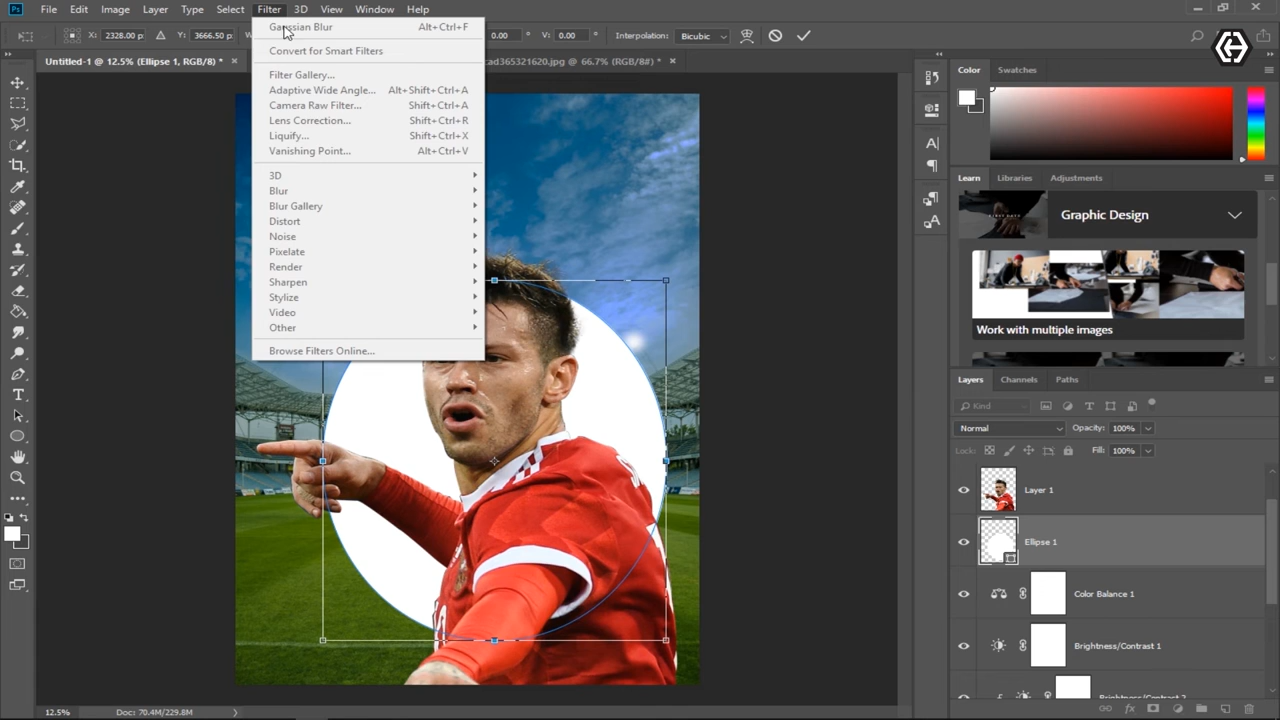 Ps File Edit Image Layer Type Select Filter 3D View Window Help
X: 2328.00 p: Y: 3666.50 p: 0.00 ° V: 0.00 ° Interpolation: Bicubic
Untitled-1 @ 12.5% (Ellipse 1, RGB/8) * × cad365321620.jpg @ 66.7% (RGB/8#) * ×
Gaussian Blur Alt+Ctrl+F
Convert for Smart Filters
Filter Gallery...
Adaptive Wide Angle... Alt+Shift+Ctrl+A
Camera Raw Filter... Shift+Ctrl+A
Lens Correction... Shift+Ctrl+R
Liquify... Shift+Ctrl+X
Vanishing Point... Alt+Ctrl+V
3D
Blur
Blur Gallery
Distort
Noise
Pixelate
Render
Sharpen
Stylize
Video
Other
Browse Filters Online...
Color Swatches
Learn Libraries Adjustments
Graphic Design
Work with multiple images
Layers Channels Paths
Kind
Normal Opacity: 100%
Lock: Fill: 100%
Layer 1
Ellipse 1
Color Balance 1
Brightness/Contrast 1
Brightness/Contrast 2
12.5% Doc: 70.4M/229.8M